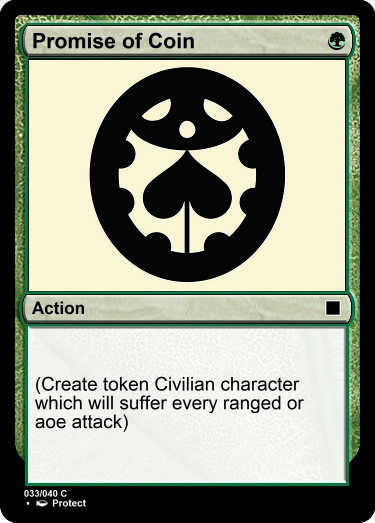 Promise of Coin
Action
(Create token Civilian character
which will suffer every ranged or
aoe attack)
033/040 C
• Protect